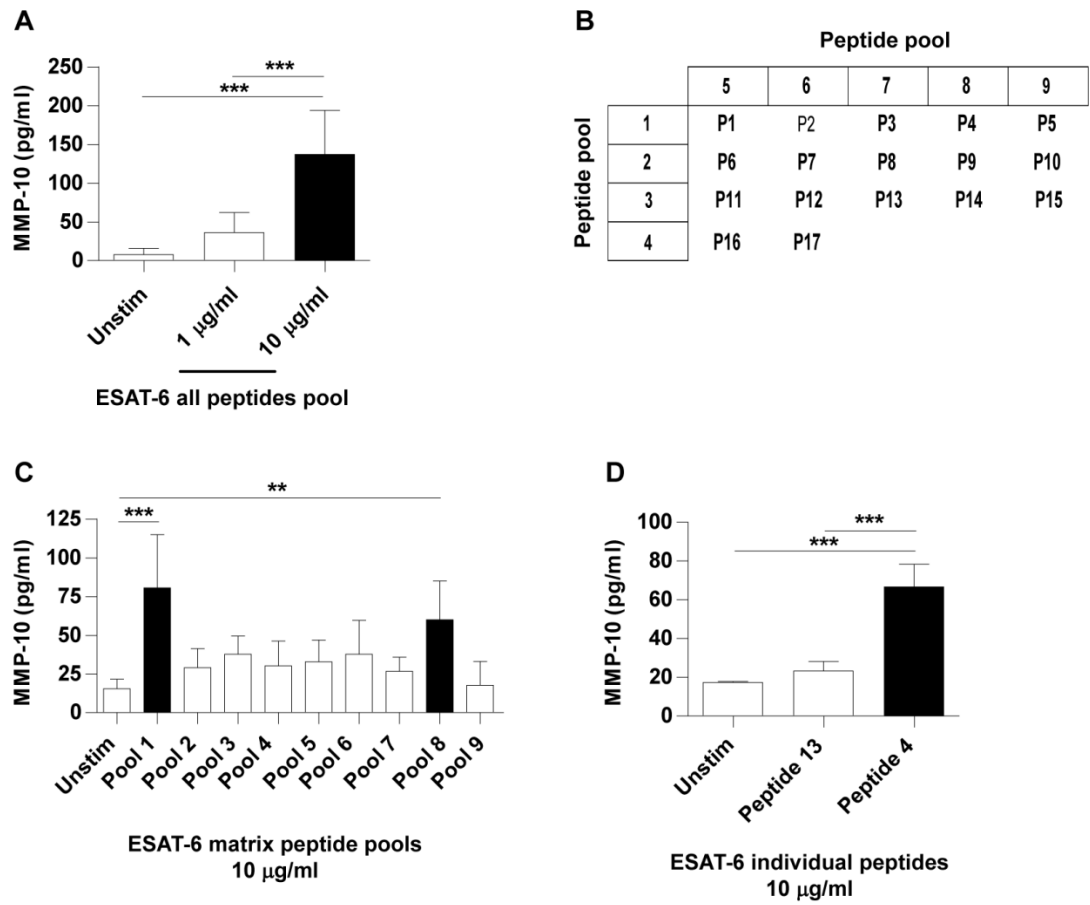 A
MMP-10 (pg/ml)
250
200
150
100
50
0
***
***
Unstim
1 μg/ml
10 μg/ml
ESAT-6 all peptides pool
B
Peptide pool
Peptide pool
5 6 7 8 9
1 P1 P2 P3 P4 P5
2 P6 P7 P8 P9 P10
3 P11 P12 P13 P14 P15
4 P16 P17
C
MMP-10 (pg/ml)
125
100
75
50
25
0
**
***
Unstim
Pool 1
Pool 2
Pool 3
Pool 4
Pool 5
Pool 6
Pool 7
Pool 8
Pool 9
ESAT-6 matrix peptide pools
10 μg/ml
D
MMP-10 (pg/ml)
100
80
60
40
20
0
***
***
Unstim
Peptide 13
Peptide 4
ESAT-6 individual peptides
10 μg/ml